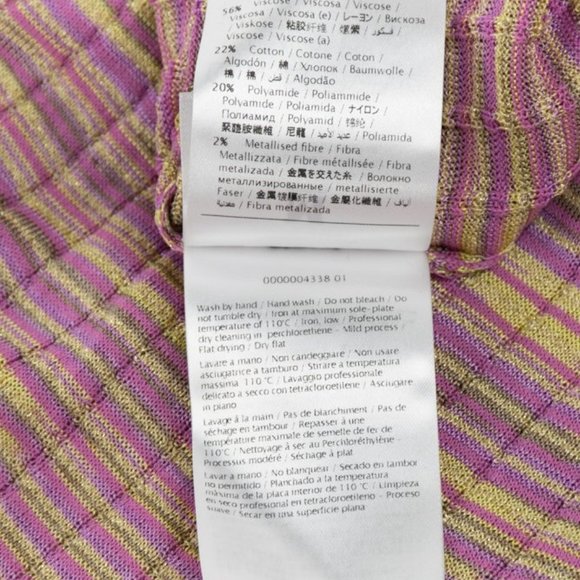 Viscosa / Viscosa / Viscose /
56% Viscosa / Viscosa (e) / レーヨン / Вискоза
/ Viskose / 粘胶纤维 / 嫘縈 / فسكوز /
Viscose / Viscose (a)
22% Cotton / Cotone / Coton /
Algodón / 綿 / Хлопок / Baumwolle /
棉 / 棉 / قطن / Algodão
20% Polyamide / Poliammide /
Polyamide / Poliamida / ナイロン /
Полиамид / Polyamid / 锦纶 /
/ Poliamida
2% Metallised fibre / Fibra
Metallizzata / Fibre métallisée / Fibra
metalizada / 金属を交えた糸 / Волокно
металлизированные / metallisierte
Faser / 金属镀膜纤维 / 金屬化纖維 / ألياف
معدنية / Fibra metalizada
0000004338 01
Wash by hand / Hand wash / Do not bleach / Do
not tumble dry / Iron at maximum sole- plate
temperature of 110°C / Iron, low / Professional
dry cleaning in perchlorethene - Mild process /
Flat drying / Dry flat
Lavare a mano / Non candeggiare / Non usare
asciugatrice a tamburo / Stirare a temperatura
massima 110°C / Lavaggio professionale
delicato a secco con tetracloroetilene / Asciugare
in piano
Lavage à la main / Pas de blanchiment / Pas de
séchage en tambour / Repasser à une
température maximale de semelle de fer de
110°C / Nettoyage à sec au Perchloréthylène -
Processus modéré / Séchage à plat
Lavar a mano / No blanquear / Secado en tambor
no permitido / Planchado a la temperatura
máxima de la placa interior de 110°C / Limpieza
en seco profesional en tetracloroetileno - Proceso
suave / Secar en una superficie plana